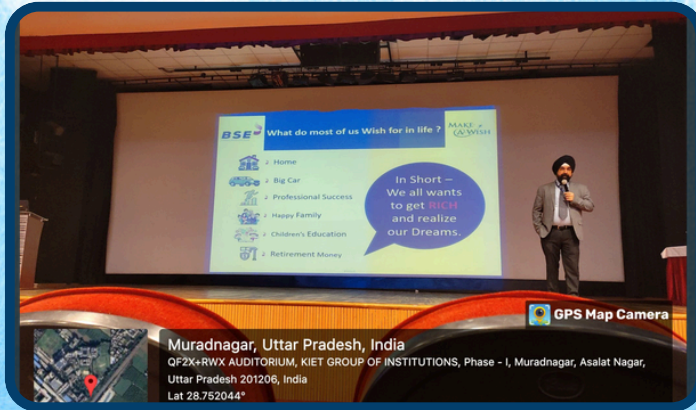 BSE
What do most of us Wish for in life ?
MAKE A WISH
Home
Big Car
Professional Success
Happy Family
Children's Education
Retirement Money
In Short –
We all wants
to get RICH
and realize
our Dreams.
GPS Map Camera
Muradnagar, Uttar Pradesh, India
QF2X+RWX AUDITORIUM, KIET GROUP OF INSTITUTIONS, Phase - I, Muradnagar, Asalat Nagar,
Uttar Pradesh 201206, India
Lat 28.752044°